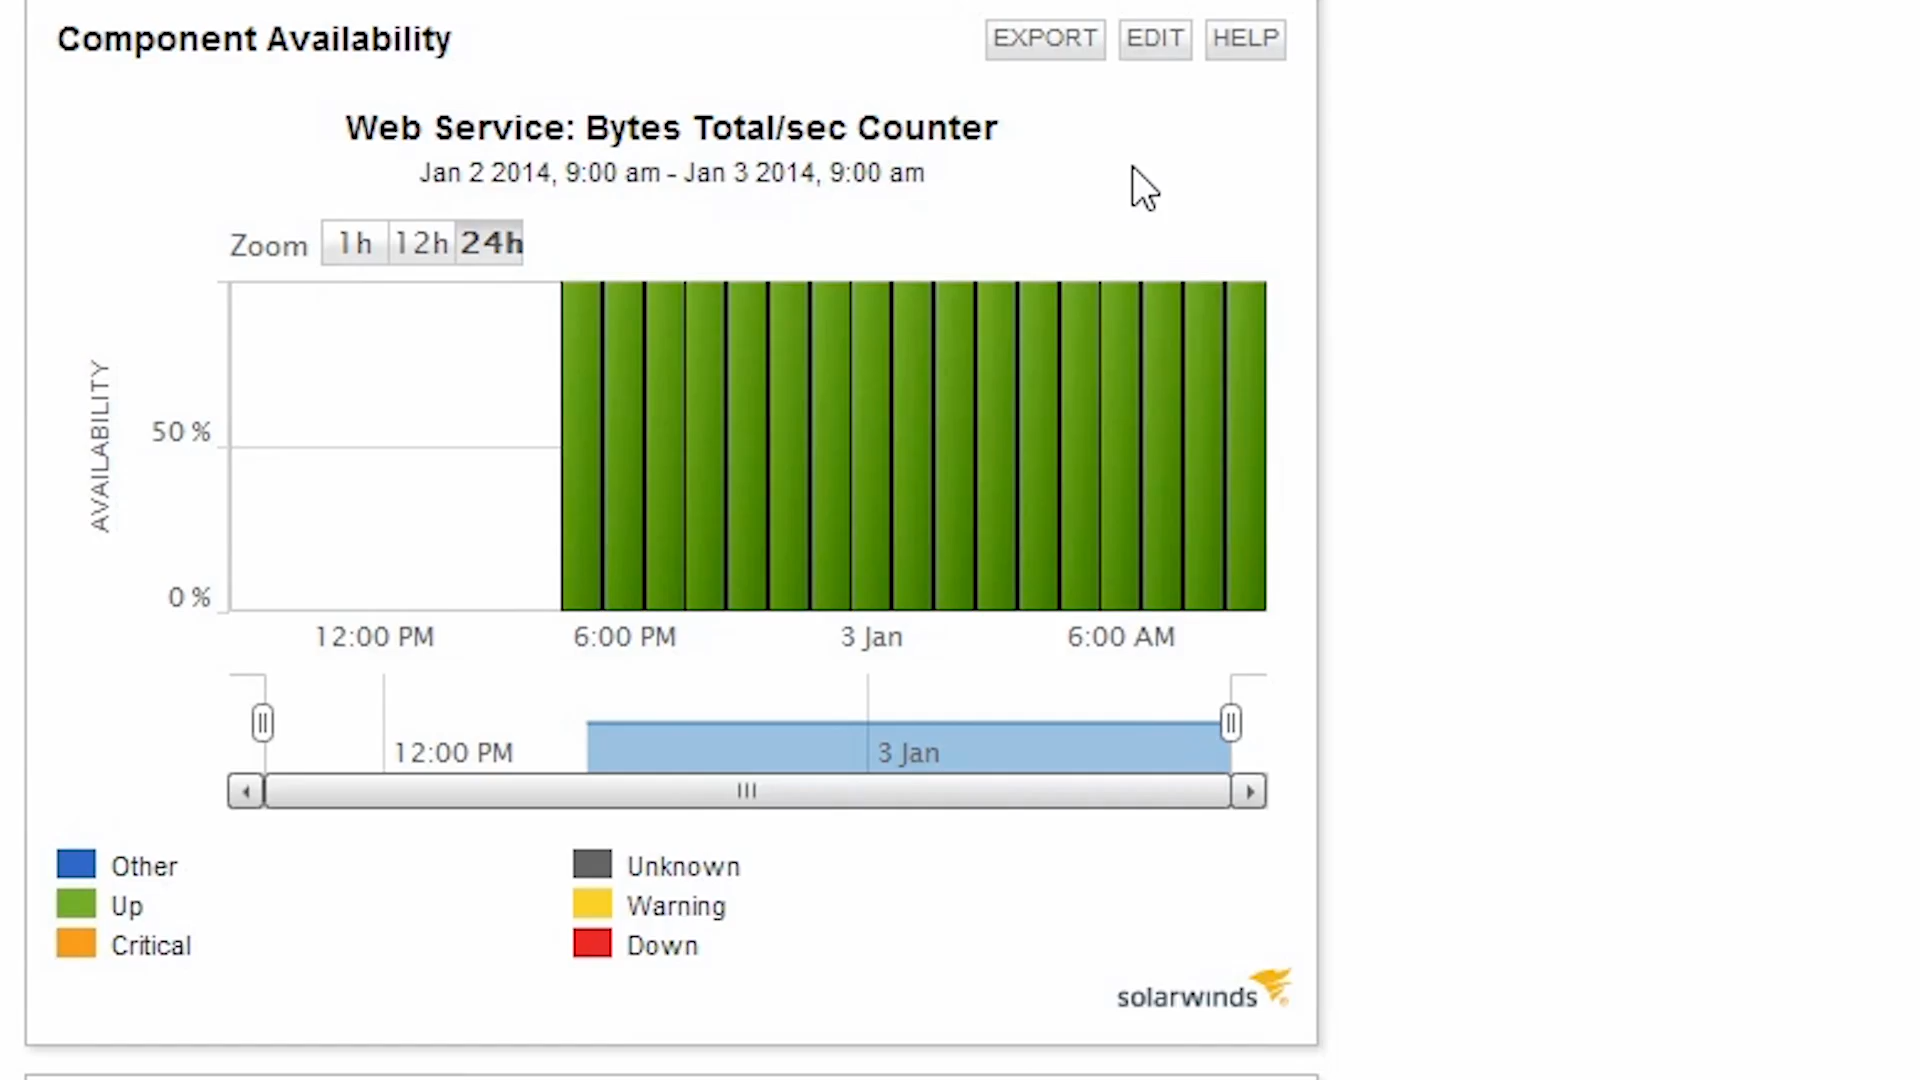 Component Availability
EXPORT EDIT HELP
Web Service: Bytes Total/sec Counter
Jan 2 2014, 9:00 am - Jan 3 2014, 9:00 am
Zoom 1h 12h 24h
AVAILABILITY
50 %
0 %
12:00 PM 6:00 PM 3 Jan 6:00 AM
12:00 PM 3 Jan
Other Unknown
Up Warning
Critical Down
solarwinds